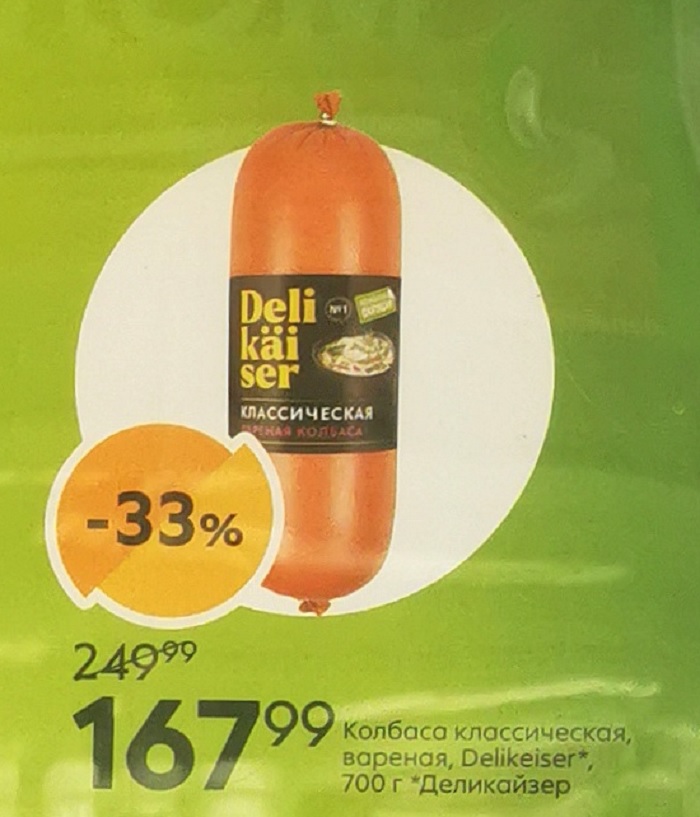 Deli
käi
ser
№1
КЛАССИЧЕСКАЯ
ВАРЕНАЯ КОЛБАСА
-33%
249⁹⁹
167⁹⁹
Колбаса классическая,
вареная, Delikeiser*,
700 г *Деликайзер